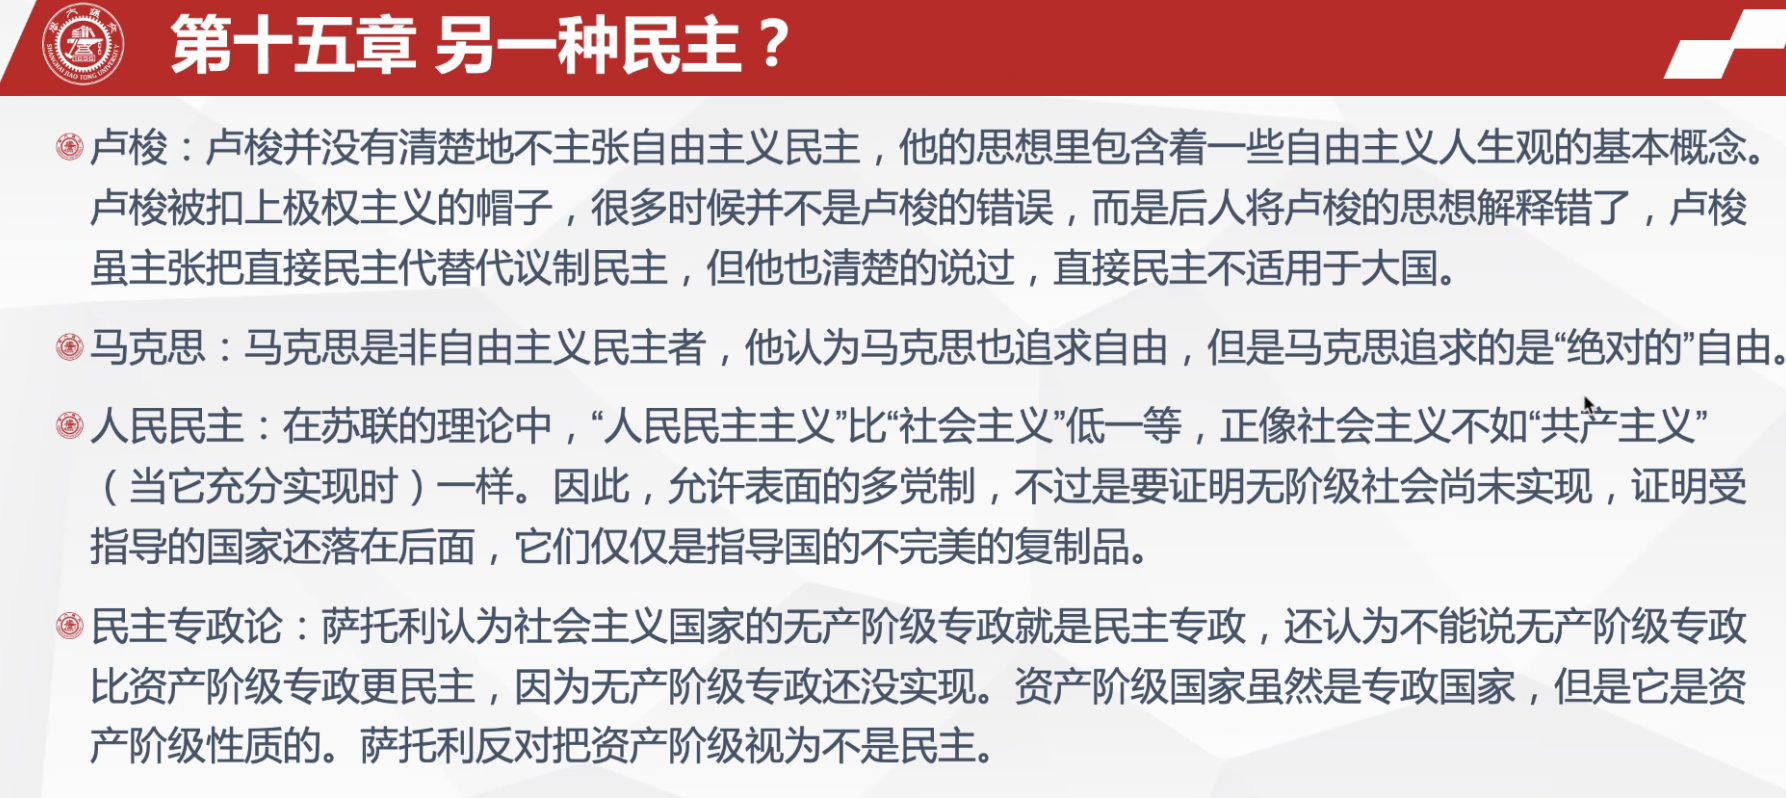 第十五章 另一种民主？
卢梭：卢梭并没有清楚地不主张自由主义民主，他的思想里包含着一些自由主义人生观的基本概念。
卢梭被扣上极权主义的帽子，很多时候并不是卢梭的错误，而是后人将卢梭的思想解释错了，卢梭
虽主张把直接民主代替代议制民主，但他也清楚的说过，直接民主不适用于大国。
马克思：马克思是非自由主义民主者，他认为马克思也追求自由，但是马克思追求的是“绝对的”自由。
人民民主：在苏联的理论中，“人民民主主义”比“社会主义”低一等，正像社会主义不如“共产主义”
（当它充分实现时）一样。因此，允许表面的多党制，不过是要证明无阶级社会尚未实现，证明受
指导的国家还落在后面，它们仅仅是指导国的不完美的复制品。
民主专政论：萨托利认为社会主义国家的无产阶级专政就是民主专政，还认为不能说无产阶级专政
比资产阶级专政更民主，因为无产阶级专政还没实现。资产阶级国家虽然是专政国家，但是它是资
产阶级性质的。萨托利反对把资产阶级视为不是民主。